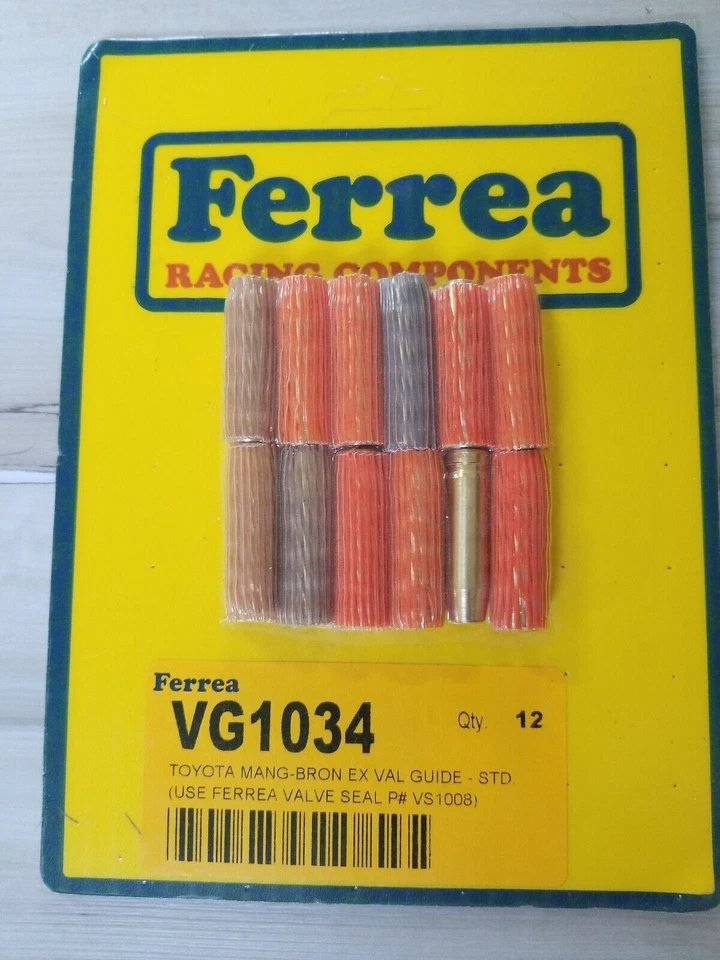 Ferrea
RACING COMPONENTS
Ferrea
VG1034 Qty: 12
TOYOTA MANG-BRON EX VAL GUIDE - STD.
(USE FERREA VALVE SEAL P# VS1008)